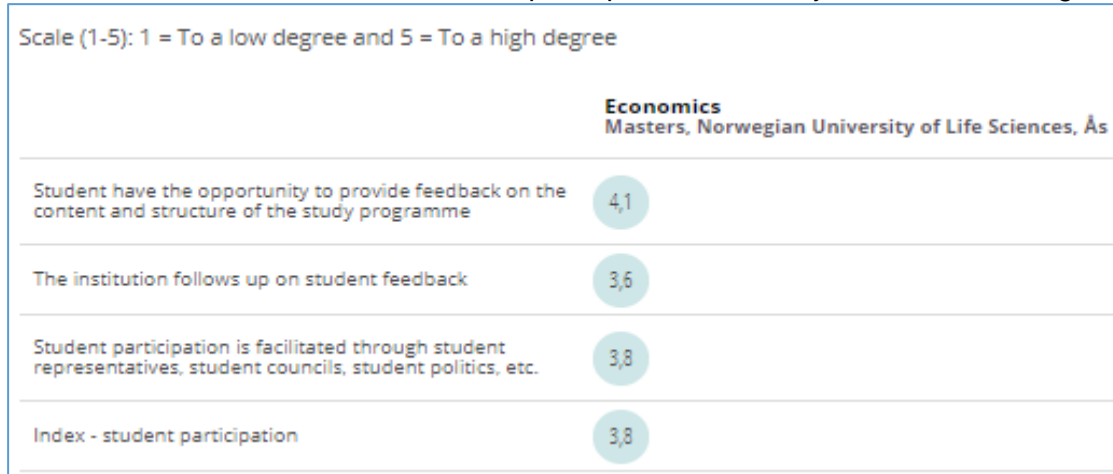 Scale (1-5): 1 = To a low degree and 5 = To a high degree
Economics
Masters, Norwegian University of Life Sciences, Ås
Student have the opportunity to provide feedback on the
content and structure of the study programme
4,1
The institution follows up on student feedback
3,6
Student participation is facilitated through student
representatives, student councils, student politics, etc.
3,8
Index - student participation
3,8